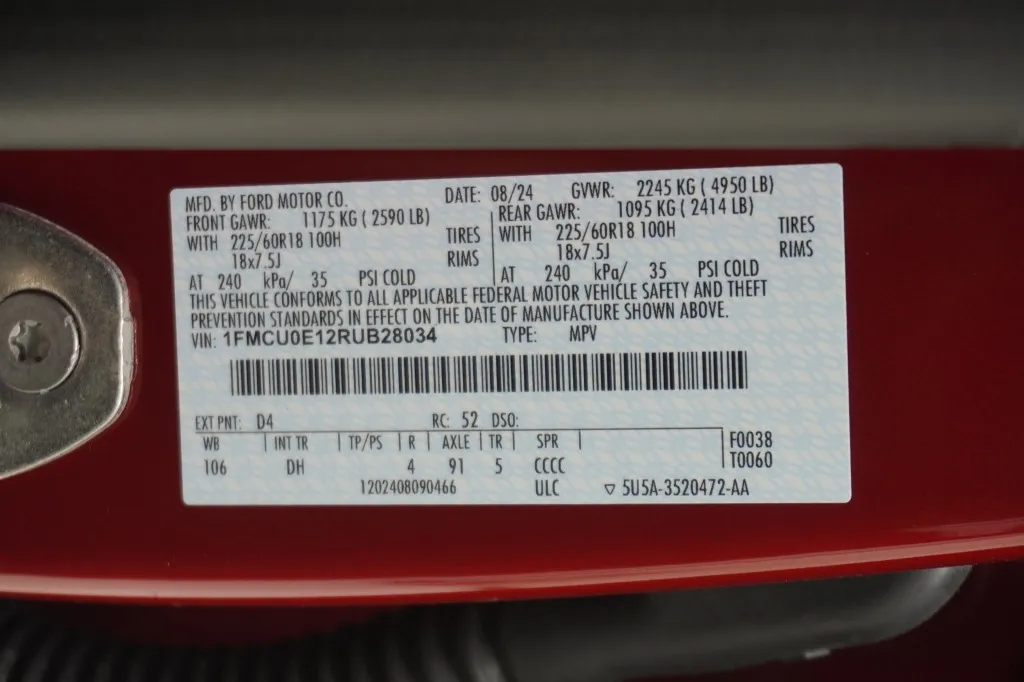 MFD. BY FORD MOTOR CO. DATE: 08/24 GVWR: 2245 KG ( 4950 LB)
FRONT GAWR: 1175 KG ( 2590 LB) REAR GAWR: 1095 KG ( 2414 LB)
WITH 225/60R18 100H TIRES WITH 225/60R18 100H TIRES
18x7.5J RIMS 18x7.5J RIMS
AT 240 kPa/ 35 PSI COLD AT 240 kPa/ 35 PSI COLD
THIS VEHICLE CONFORMS TO ALL APPLICABLE FEDERAL MOTOR VEHICLE SAFETY AND THEFT
PREVENTION STANDARDS IN EFFECT ON THE DATE OF MANUFACTURE SHOWN ABOVE.
VIN: 1FMCU0E12RUB28034 TYPE: MPV
EXT PNT: D4 RC: 52 DSO:
WB INT TR TP/PS R AXLE TR SPR F0038
106 DH 4 91 5 CCCC T0060
1202408090466 ULC ▽ 5U5A-3520472-AA